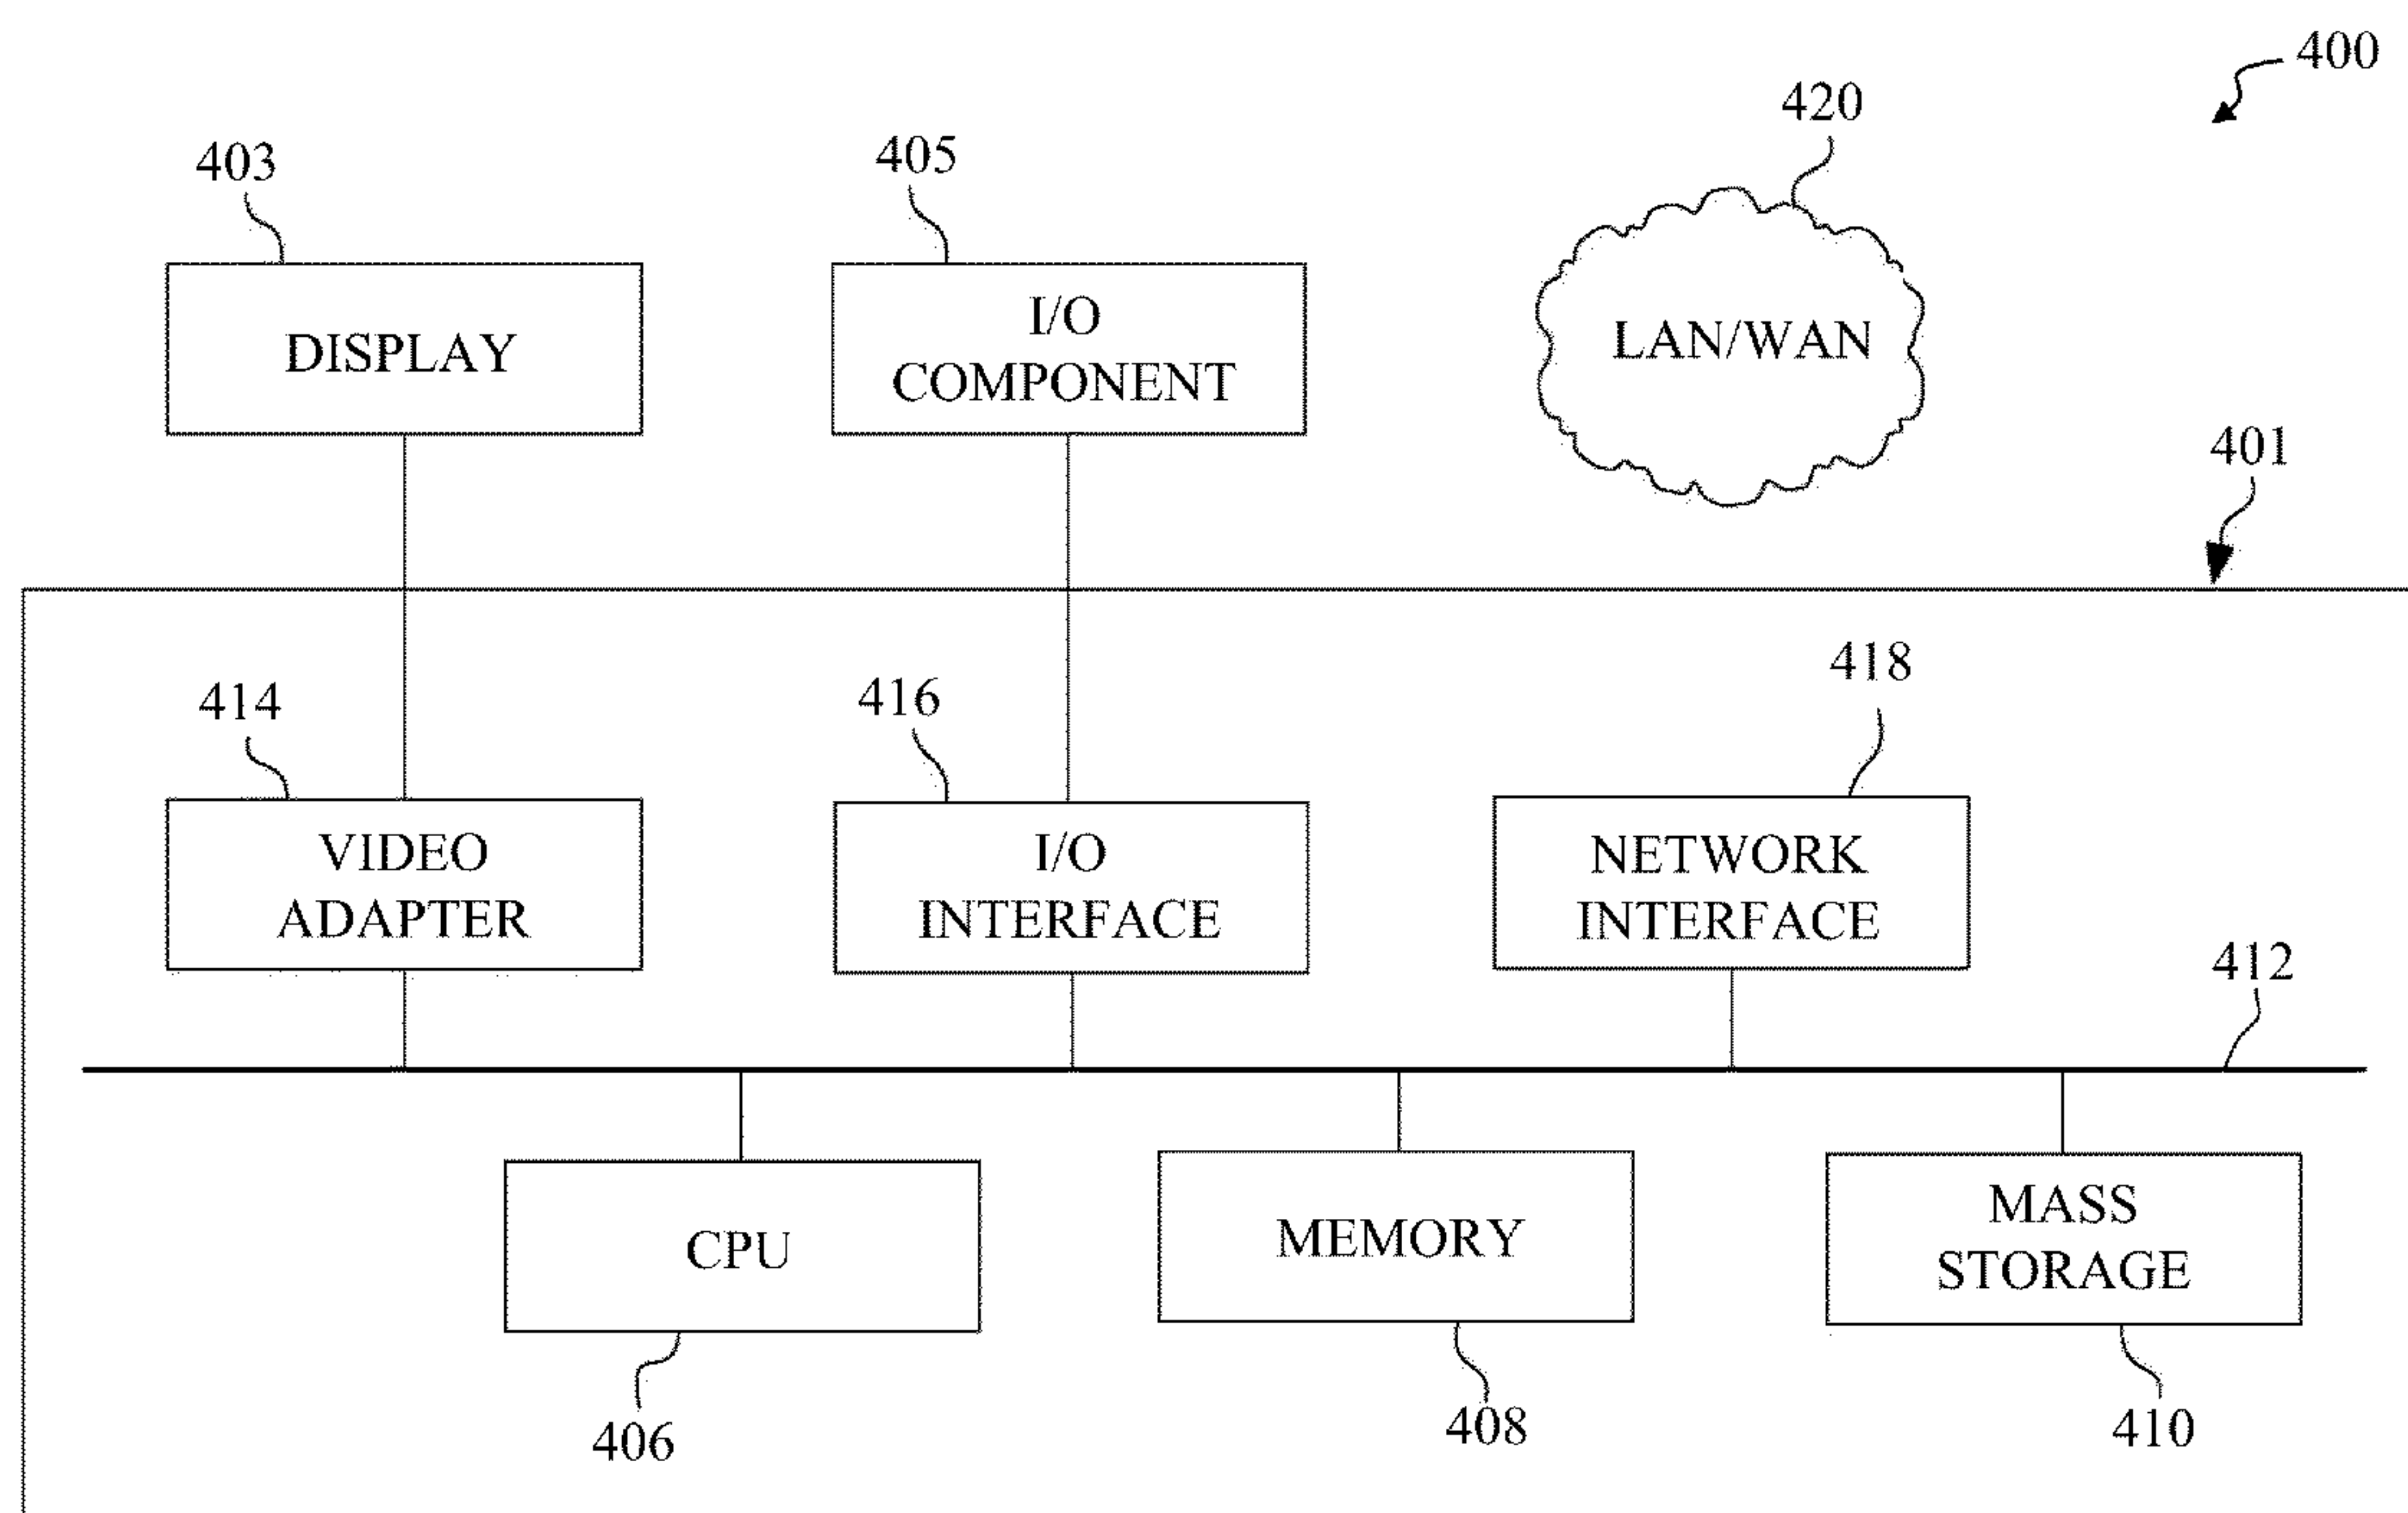 400
420
403
405
DISPLAY
I/O
COMPONENT
LAN/WAN
401
414
416
418
VIDEO
ADAPTER
I/O
INTERFACE
NETWORK
INTERFACE
412
CPU
MEMORY
MASS
STORAGE
406
408
410